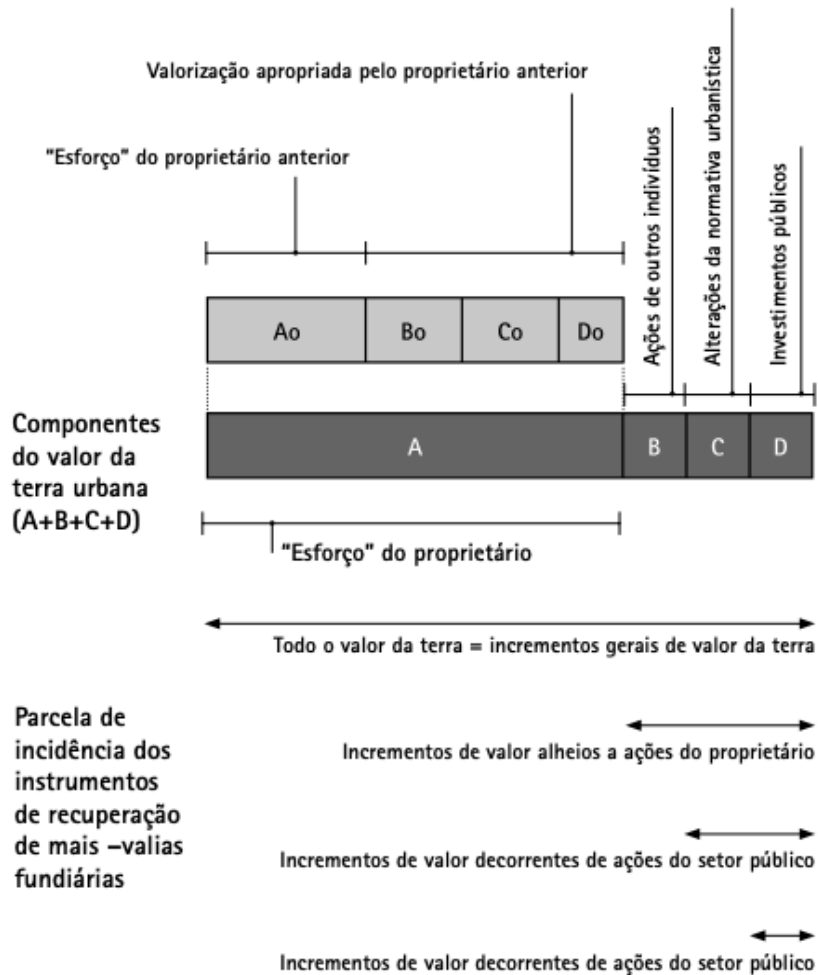 Valorização apropriada pelo proprietário anterior
"Esforço" do proprietário anterior
Ações de outros indivíduos
Alterações da normativa urbanística
Investimentos públicos
Ao
Bo
Co
Do
Componentes
do valor da
terra urbana
(A+B+C+D)
A
B
C
D
"Esforço" do proprietário
Todo o valor da terra = incrementos gerais de valor da terra
Parcela de
incidência dos
instrumentos
de recuperação
de mais –valias
fundiárias
Incrementos de valor alheios a ações do proprietário
Incrementos de valor decorrentes de ações do setor público
Incrementos de valor decorrentes de ações do setor público